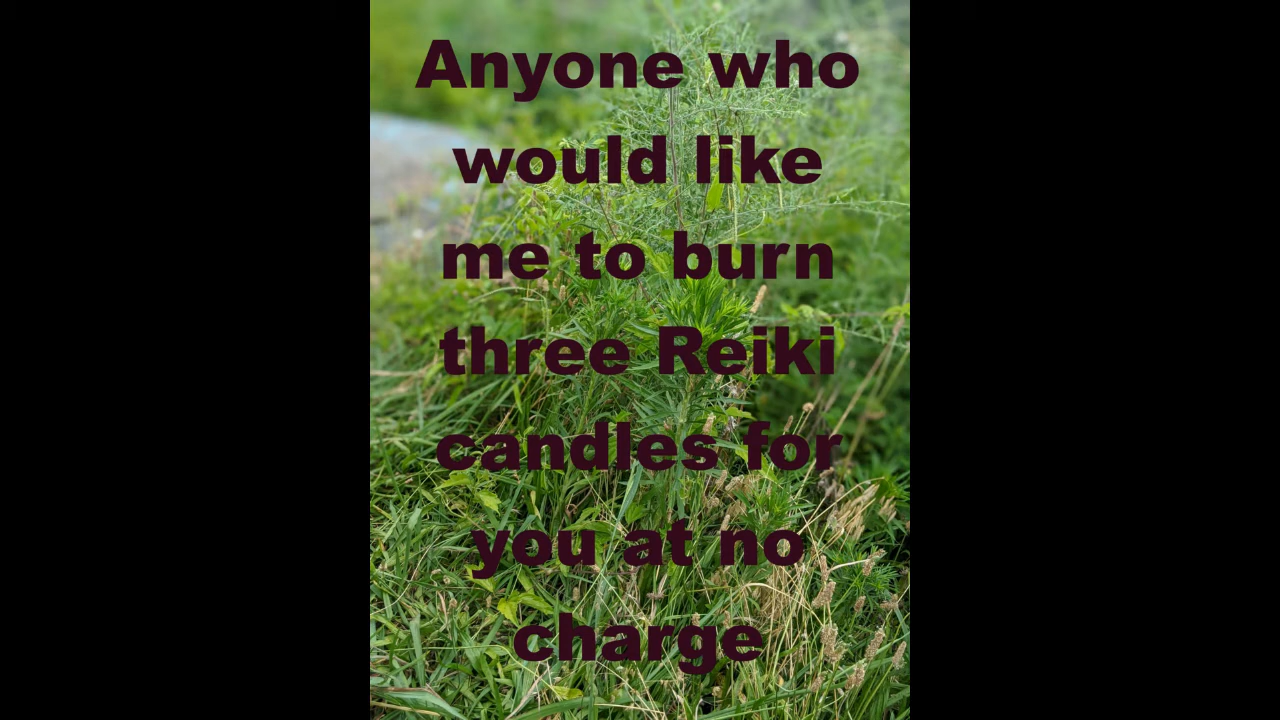 Anyone who
would like
me to burn
three Reiki
candles for
you at no
charge